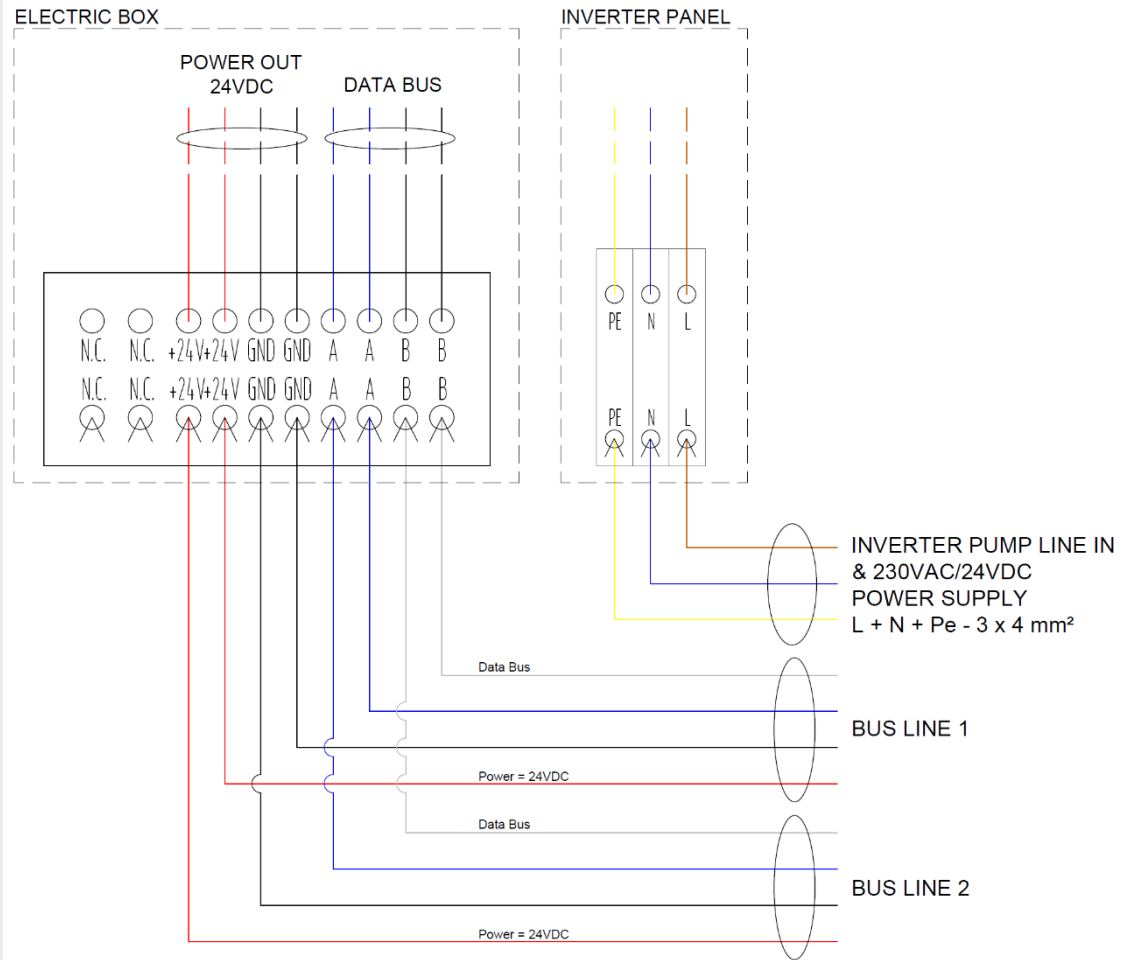 ELECTRIC BOX
INVERTER PANEL
POWER OUT
24VDC
DATA BUS
N.C. N.C. +24V +24V GND GND A A B B
N.C. N.C. +24V +24V GND GND A A B B
PE N L
PE N L
INVERTER PUMP LINE IN
& 230VAC/24VDC
POWER SUPPLY
L + N + Pe - 3 x 4 mm²
Data Bus
BUS LINE 1
Power = 24VDC
Data Bus
BUS LINE 2
Power = 24VDC